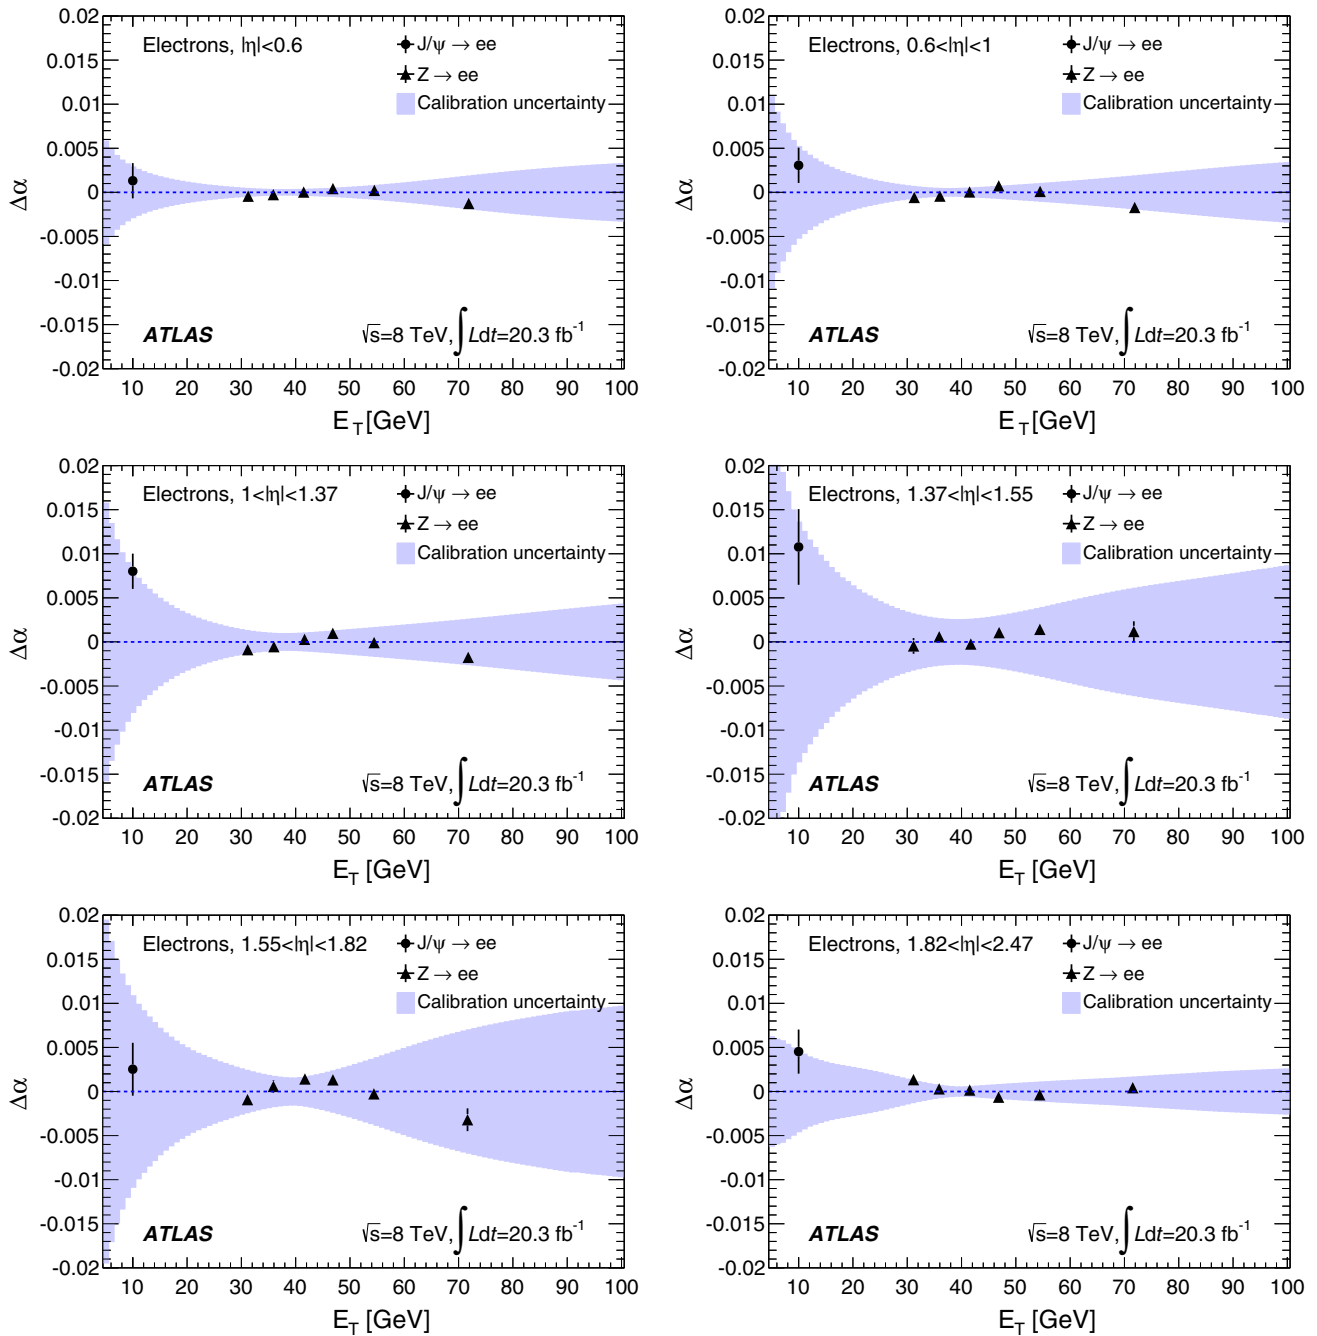 Electrons, |η|<0.6
J/ψ → ee
Z → ee
Calibration uncertainty
0.02
0.015
0.01
0.005
0
-0.005
-0.01
-0.015
-0.02
Δα
ATLAS
√s=8 TeV, ∫Ldt=20.3 fb⁻¹
10 20 30 40 50 60 70 80 90 100
E_T [GeV]
Electrons, 0.6<|η|<1
J/ψ → ee
Z → ee
Calibration uncertainty
0.02
0.015
0.01
0.005
0
-0.005
-0.01
-0.015
-0.02
Δα
ATLAS
√s=8 TeV, ∫Ldt=20.3 fb⁻¹
10 20 30 40 50 60 70 80 90 100
E_T [GeV]
Electrons, 1<|η|<1.37
J/ψ → ee
Z → ee
Calibration uncertainty
0.02
0.015
0.01
0.005
0
-0.005
-0.01
-0.015
-0.02
Δα
ATLAS
√s=8 TeV, ∫Ldt=20.3 fb⁻¹
10 20 30 40 50 60 70 80 90 100
E_T [GeV]
Electrons, 1.37<|η|<1.55
J/ψ → ee
Z → ee
Calibration uncertainty
0.02
0.015
0.01
0.005
0
-0.005
-0.01
-0.015
-0.02
Δα
ATLAS
√s=8 TeV, ∫Ldt=20.3 fb⁻¹
10 20 30 40 50 60 70 80 90 100
E_T [GeV]
Electrons, 1.55<|η|<1.82
J/ψ → ee
Z → ee
Calibration uncertainty
0.02
0.015
0.01
0.005
0
-0.005
-0.01
-0.015
-0.02
Δα
ATLAS
√s=8 TeV, ∫Ldt=20.3 fb⁻¹
10 20 30 40 50 60 70 80 90 100
E_T [GeV]
Electrons, 1.82<|η|<2.47
J/ψ → ee
Z → ee
Calibration uncertainty
0.02
0.015
0.01
0.005
0
-0.005
-0.01
-0.015
-0.02
Δα
ATLAS
√s=8 TeV, ∫Ldt=20.3 fb⁻¹
10 20 30 40 50 60 70 80 90 100
E_T [GeV]